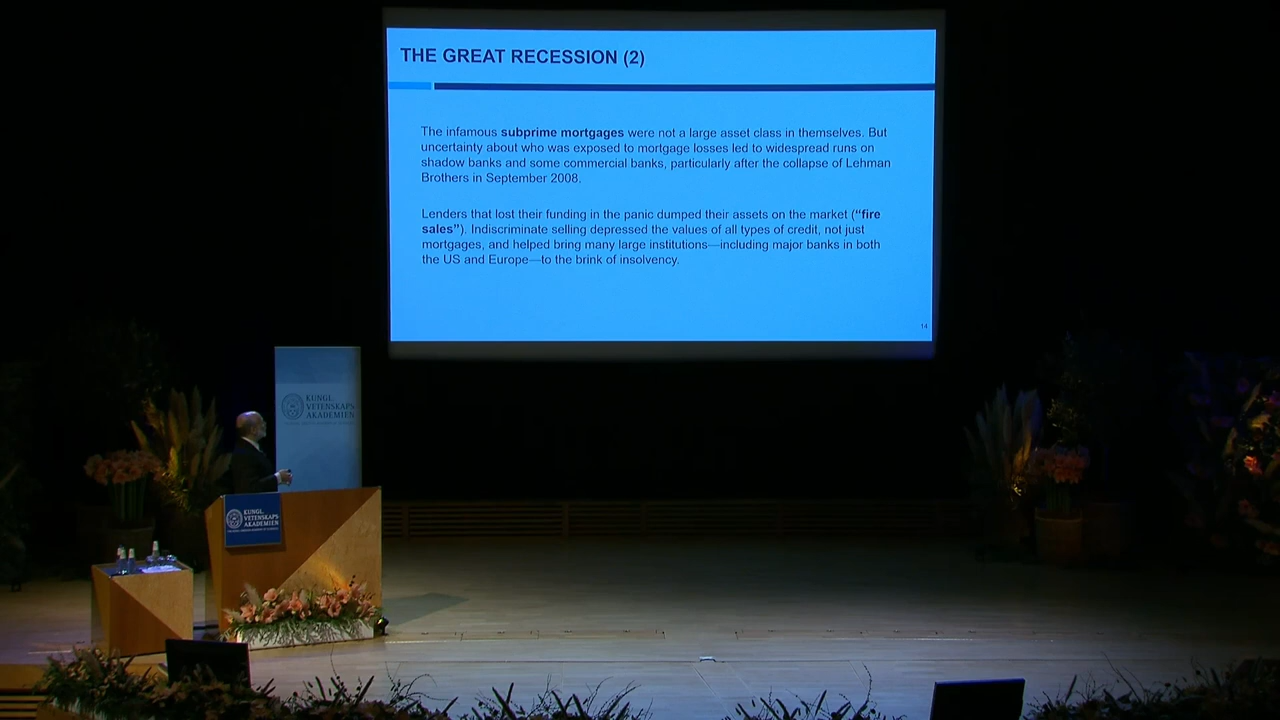 THE GREAT RECESSION (2)
The infamous subprime mortgages were not a large asset class in themselves. But
uncertainty about who was exposed to mortgage losses led to widespread runs on
shadow banks and some commercial banks, particularly after the collapse of Lehman
Brothers in September 2008.
Lenders that lost their funding in the panic dumped their assets on the market (“fire
sales”). Indiscriminate selling depressed the values of all types of credit, not just
mortgages, and helped bring many large institutions—including major banks in both
the US and Europe—to the brink of insolvency.
14
KUNGL.
VETENSKAPS-
AKADEMIEN
KUNGL.
VETENSKAPS-
AKADEMIEN